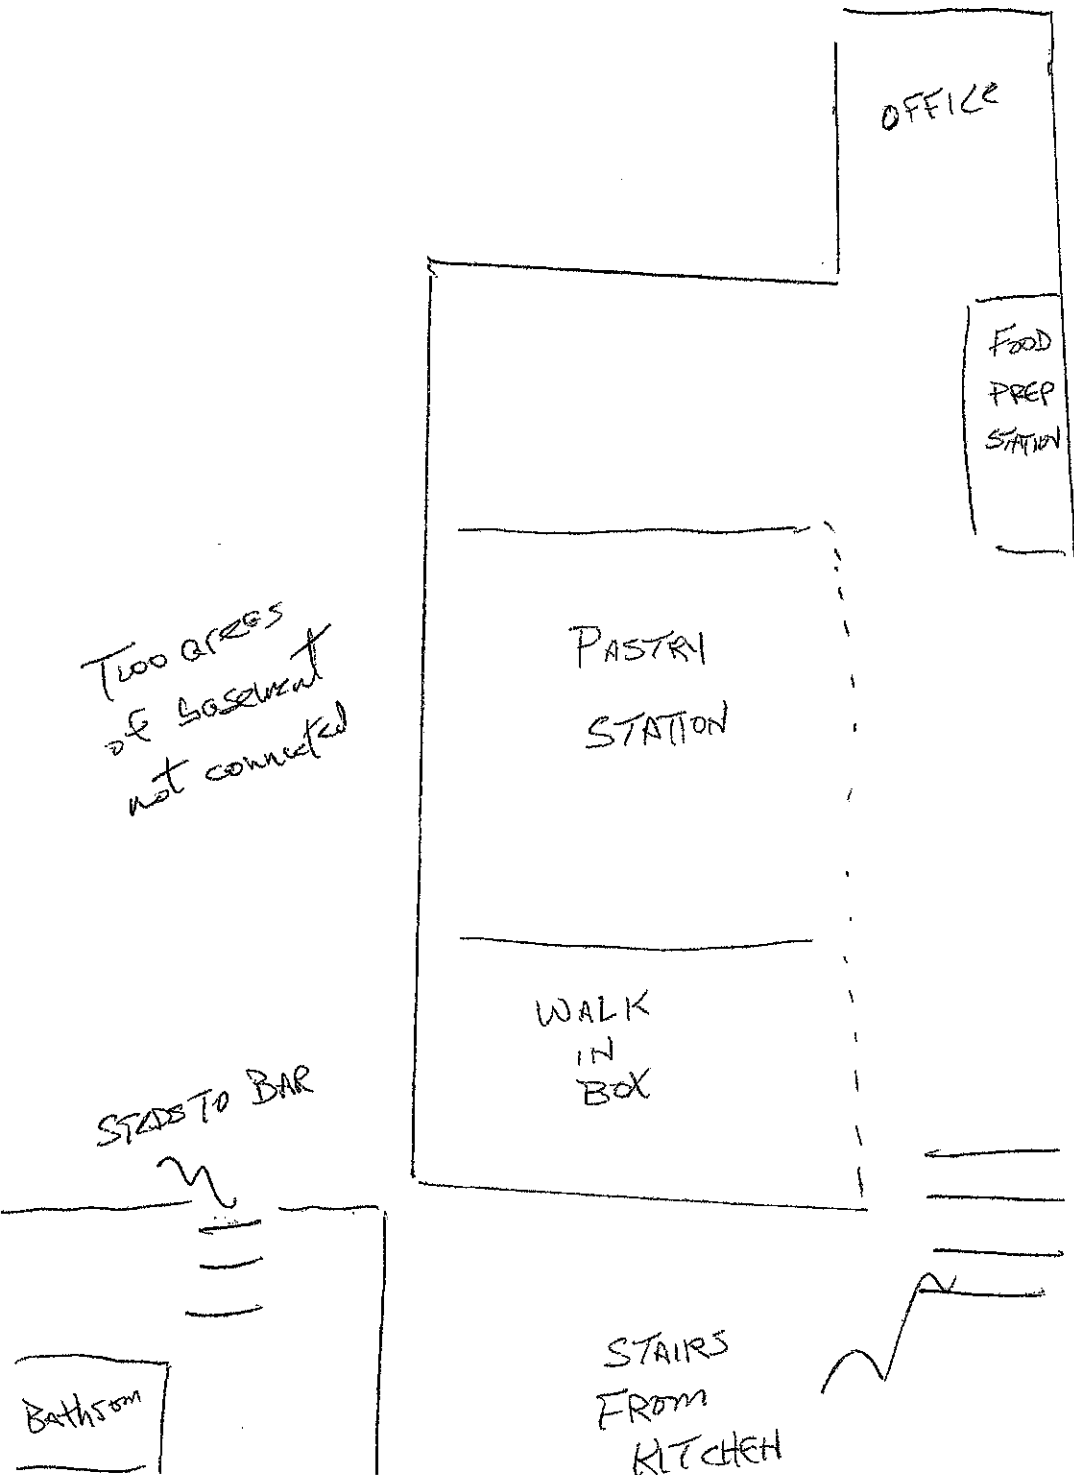 OFFICE
FOOD
PREP
STATION
PASTRY
STATION
Two areas
of basement
not connected
WALK
IN
BOX
STEPS TO BAR
Bathroom
STAIRS
FROM
KITCHEN